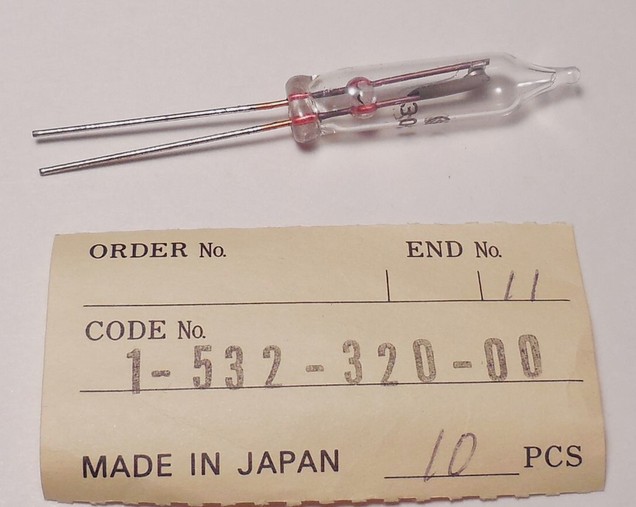 ORDER No. END No.
11
CODE No.
1-532-320-00
MADE IN JAPAN 10 PCS